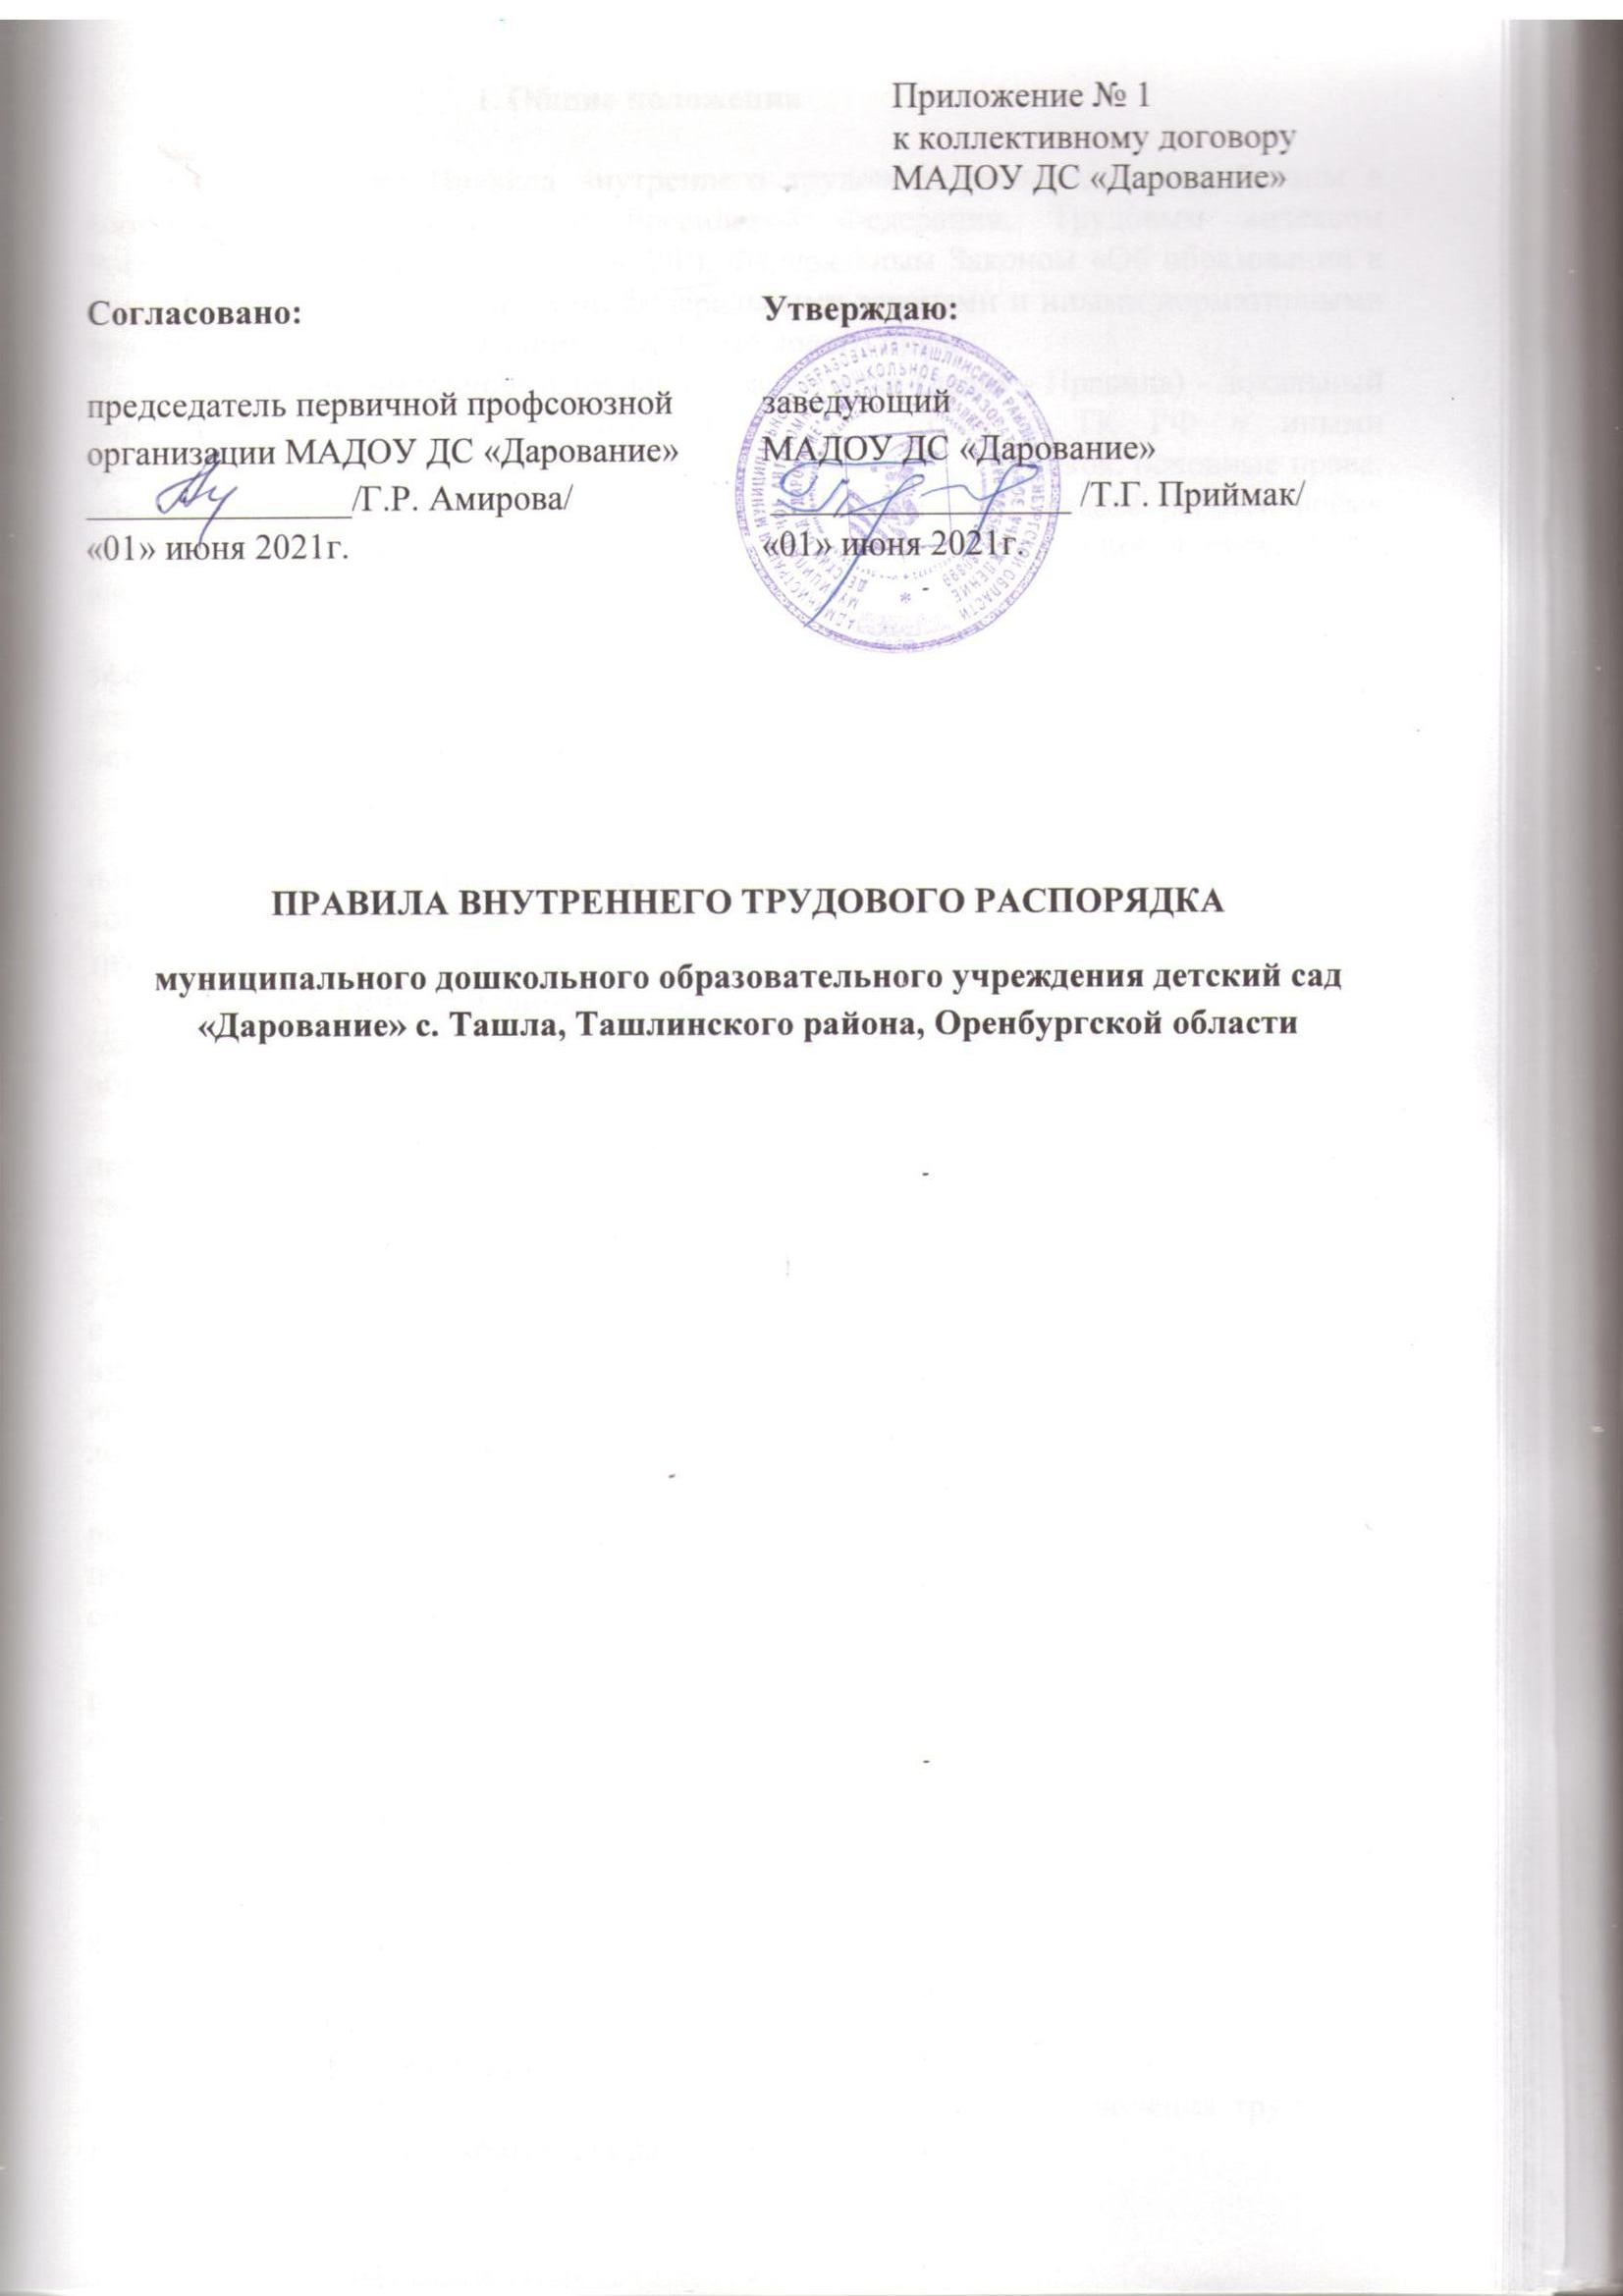 Приложение № 1
к коллективному договору
МАДОУ ДС «Дарование»
Согласовано:
председатель первичной профсоюзной
организации МАДОУ ДС «Дарование»
_______________/Г.Р. Амирова/
«01» июня 2021г.
Утверждаю:
заведующий
МАДОУ ДС «Дарование»
_________________ /Т.Г. Приймак/
«01» июня 2021г.
ПРАВИЛА ВНУТРЕННЕГО ТРУДОВОГО РАСПОРЯДКА
муниципального дошкольного образовательного учреждения детский сад
«Дарование» с. Ташла, Ташлинского района, Оренбургской области